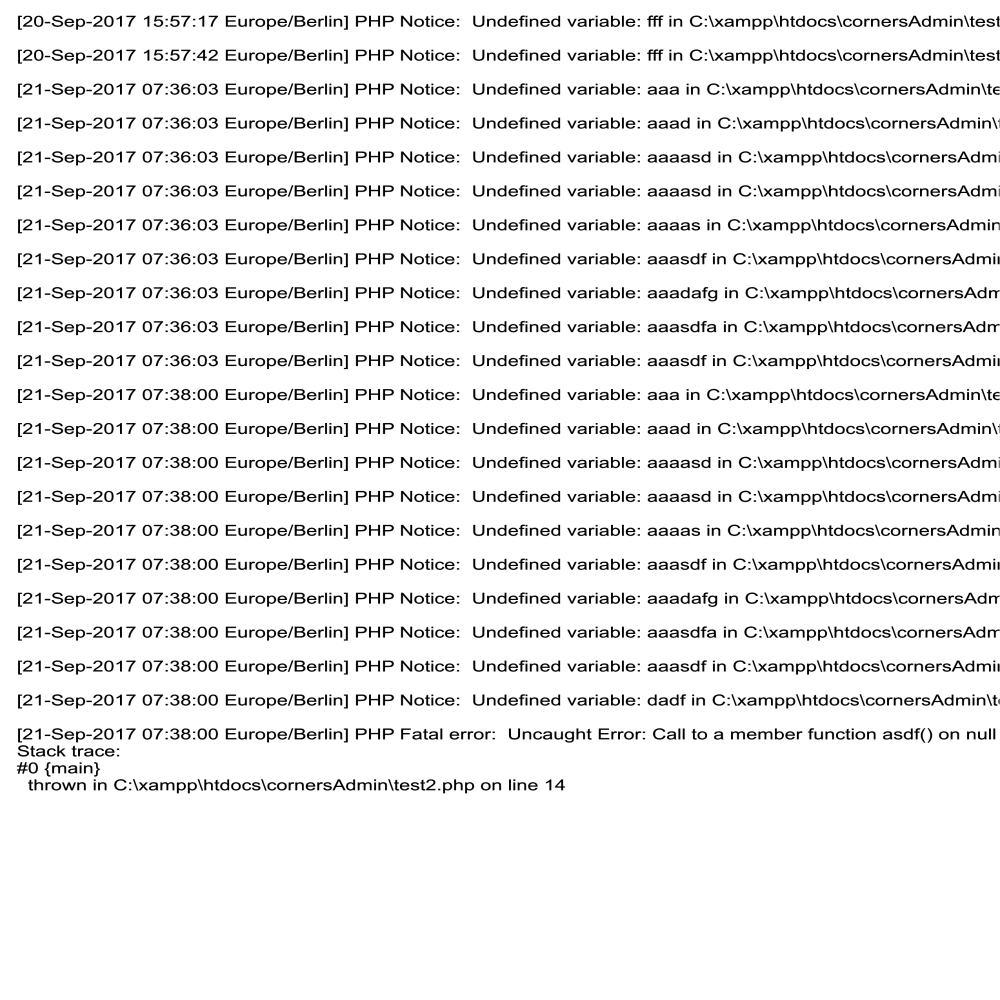 [20-Sep-2017 15:57:17 Europe/Berlin] PHP Notice:  Undefined variable: fff in C:\xampp\htdocs\cornersAdmin\test
[20-Sep-2017 15:57:42 Europe/Berlin] PHP Notice:  Undefined variable: fff in C:\xampp\htdocs\cornersAdmin\test
[21-Sep-2017 07:36:03 Europe/Berlin] PHP Notice:  Undefined variable: aaa in C:\xampp\htdocs\cornersAdmin\te
[21-Sep-2017 07:36:03 Europe/Berlin] PHP Notice:  Undefined variable: aaad in C:\xampp\htdocs\cornersAdmin\t
[21-Sep-2017 07:36:03 Europe/Berlin] PHP Notice:  Undefined variable: aaaasd in C:\xampp\htdocs\cornersAdmi
[21-Sep-2017 07:36:03 Europe/Berlin] PHP Notice:  Undefined variable: aaaasd in C:\xampp\htdocs\cornersAdmi
[21-Sep-2017 07:36:03 Europe/Berlin] PHP Notice:  Undefined variable: aaaas in C:\xampp\htdocs\cornersAdmin
[21-Sep-2017 07:36:03 Europe/Berlin] PHP Notice:  Undefined variable: aaasdf in C:\xampp\htdocs\cornersAdmi
[21-Sep-2017 07:36:03 Europe/Berlin] PHP Notice:  Undefined variable: aaadafg in C:\xampp\htdocs\cornersAdm
[21-Sep-2017 07:36:03 Europe/Berlin] PHP Notice:  Undefined variable: aaasdfa in C:\xampp\htdocs\cornersAdm
[21-Sep-2017 07:36:03 Europe/Berlin] PHP Notice:  Undefined variable: aaasdf in C:\xampp\htdocs\cornersAdmi
[21-Sep-2017 07:38:00 Europe/Berlin] PHP Notice:  Undefined variable: aaa in C:\xampp\htdocs\cornersAdmin\te
[21-Sep-2017 07:38:00 Europe/Berlin] PHP Notice:  Undefined variable: aaad in C:\xampp\htdocs\cornersAdmin\t
[21-Sep-2017 07:38:00 Europe/Berlin] PHP Notice:  Undefined variable: aaaasd in C:\xampp\htdocs\cornersAdmi
[21-Sep-2017 07:38:00 Europe/Berlin] PHP Notice:  Undefined variable: aaaasd in C:\xampp\htdocs\cornersAdmi
[21-Sep-2017 07:38:00 Europe/Berlin] PHP Notice:  Undefined variable: aaaas in C:\xampp\htdocs\cornersAdmin
[21-Sep-2017 07:38:00 Europe/Berlin] PHP Notice:  Undefined variable: aaasdf in C:\xampp\htdocs\cornersAdmi
[21-Sep-2017 07:38:00 Europe/Berlin] PHP Notice:  Undefined variable: aaadafg in C:\xampp\htdocs\cornersAdm
[21-Sep-2017 07:38:00 Europe/Berlin] PHP Notice:  Undefined variable: aaasdfa in C:\xampp\htdocs\cornersAdm
[21-Sep-2017 07:38:00 Europe/Berlin] PHP Notice:  Undefined variable: aaasdf in C:\xampp\htdocs\cornersAdmi
[21-Sep-2017 07:38:00 Europe/Berlin] PHP Notice:  Undefined variable: dadf in C:\xampp\htdocs\cornersAdmin\t
[21-Sep-2017 07:38:00 Europe/Berlin] PHP Fatal error:  Uncaught Error: Call to a member function asdf() on null
Stack trace:
#0 {main}
  thrown in C:\xampp\htdocs\cornersAdmin\test2.php on line 14